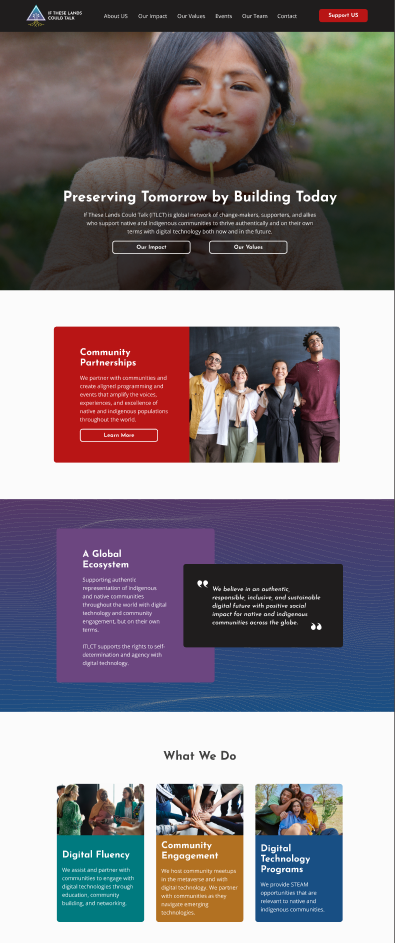 IF THESE LANDS
COULD TALK
About US
Our Impact
Our Values
Events
Our Team
Contact
Support US
Preserving Tomorrow by Building Today
If These Lands Could Talk (ITLCT) is global network of change-makers, supporters, and allies
who support native and indigenous communities to thrive authentically and on their own
terms with digital technology both now and in the future.
Our Impact
Our Values
Community
Partnerships
We partner with communities and
create aligned programming and
events that amplify the voices,
experiences, and excellence of
native and indigenous populations
throughout the world.
Learn More
A Global
Ecosystem
Supporting authentic
representation of indigenous
and native communities
throughout the world with digital
technology and community
engagement, but on their own
terms.
ITLCT supports the rights to self-
determination and agency with
digital technology.
❝ We believe in an authentic,
responsible, inclusive, and sustainable
digital future with positive social
impact for native and indigenous
communities across the globe. ❞
What We Do
Digital Fluency
We assist and partner with
communities to engage with
digital technologies through
education, community
building, and networking.
Community
Engagement
We host community meetups
in the metaverse and with
digital technology. We partner
with communities as they
navigate emerging
technologies.
Digital
Technology
Programs
We provide STEAM
opportunities that are
relevant to native and
indigenous communities.